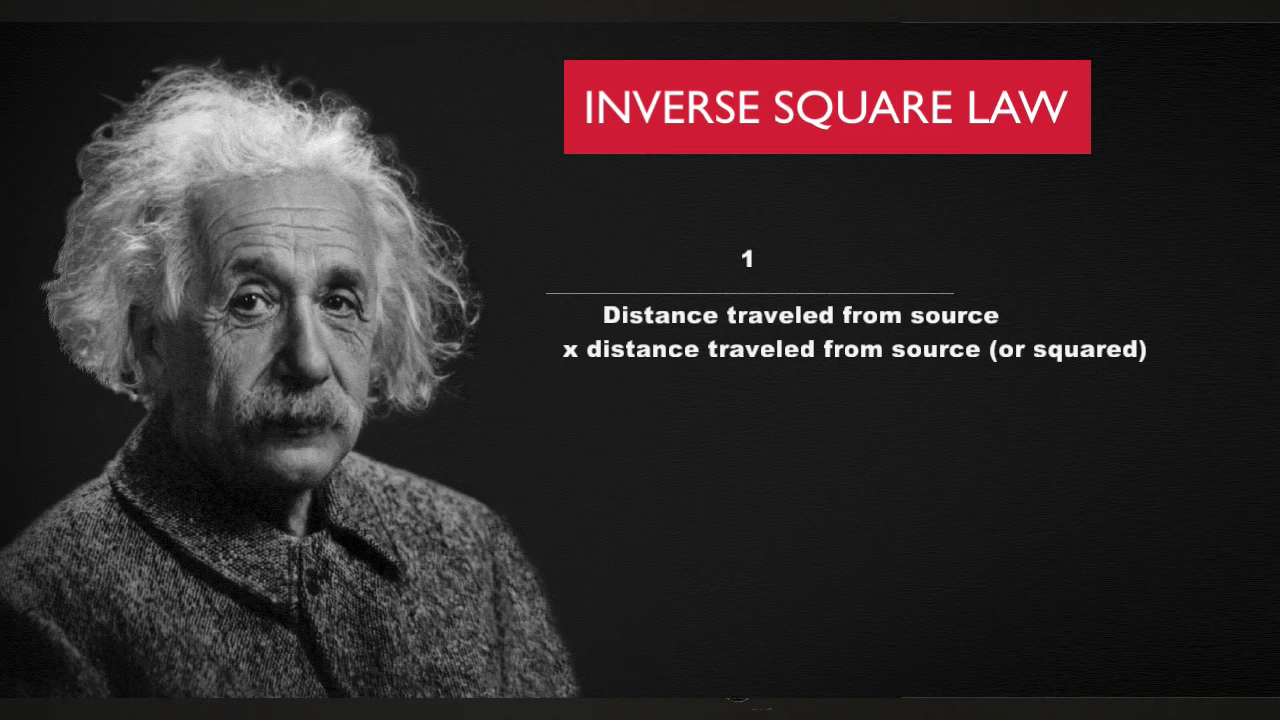 INVERSE SQUARE LAW
1
Distance traveled from source
x distance traveled from source (or squared)